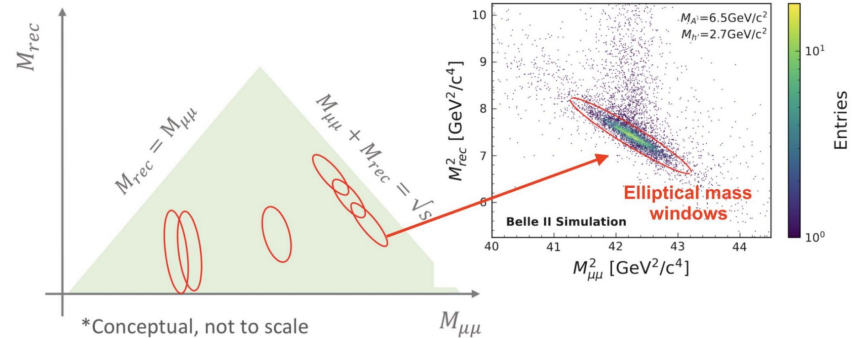 M_rec
M_rec = M_μμ
M_μμ + M_rec = √s
*Conceptual, not to scale
M_μμ
M_A'=6.5GeV/c²
M_h'=2.7GeV/c²
M²_rec [GeV²/c⁴]
10
9
8
7
6
Elliptical mass
windows
Belle II Simulation
40 41 42 43 44
M²_μμ [GeV²/c⁴]
10¹
10⁰
Entries